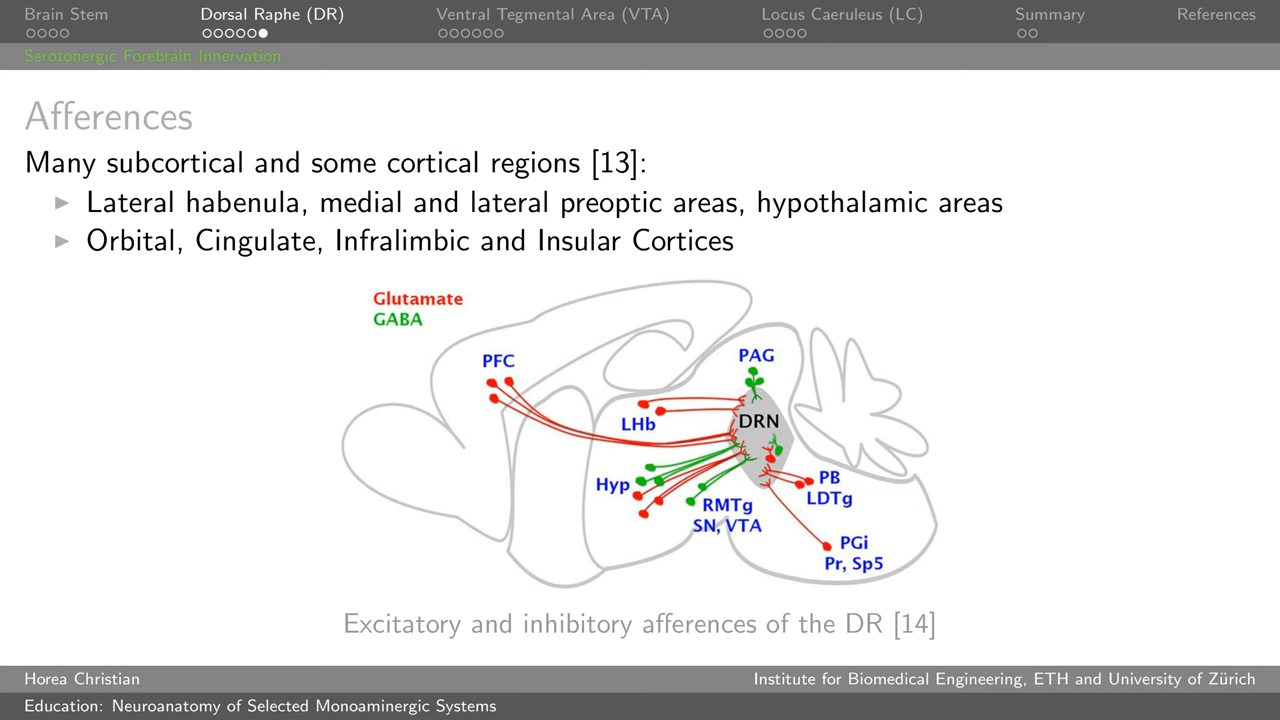 Brain Stem Dorsal Raphe (DR) Ventral Tegmental Area (VTA) Locus Caeruleus (LC) Summary References
Serotonergic Forebrain Innervation
Afferences
Many subcortical and some cortical regions [13]:
Lateral habenula, medial and lateral preoptic areas, hypothalamic areas
Orbital, Cingulate, Infralimbic and Insular Cortices
Glutamate
GABA
PFC
PAG
LHb
DRN
Hyp
RMTg
SN, VTA
PB
LDTg
PGi
Pr, Sp5
Excitatory and inhibitory afferences of the DR [14]
Horea Christian Institute for Biomedical Engineering, ETH and University of Zürich
Education: Neuroanatomy of Selected Monoaminergic Systems